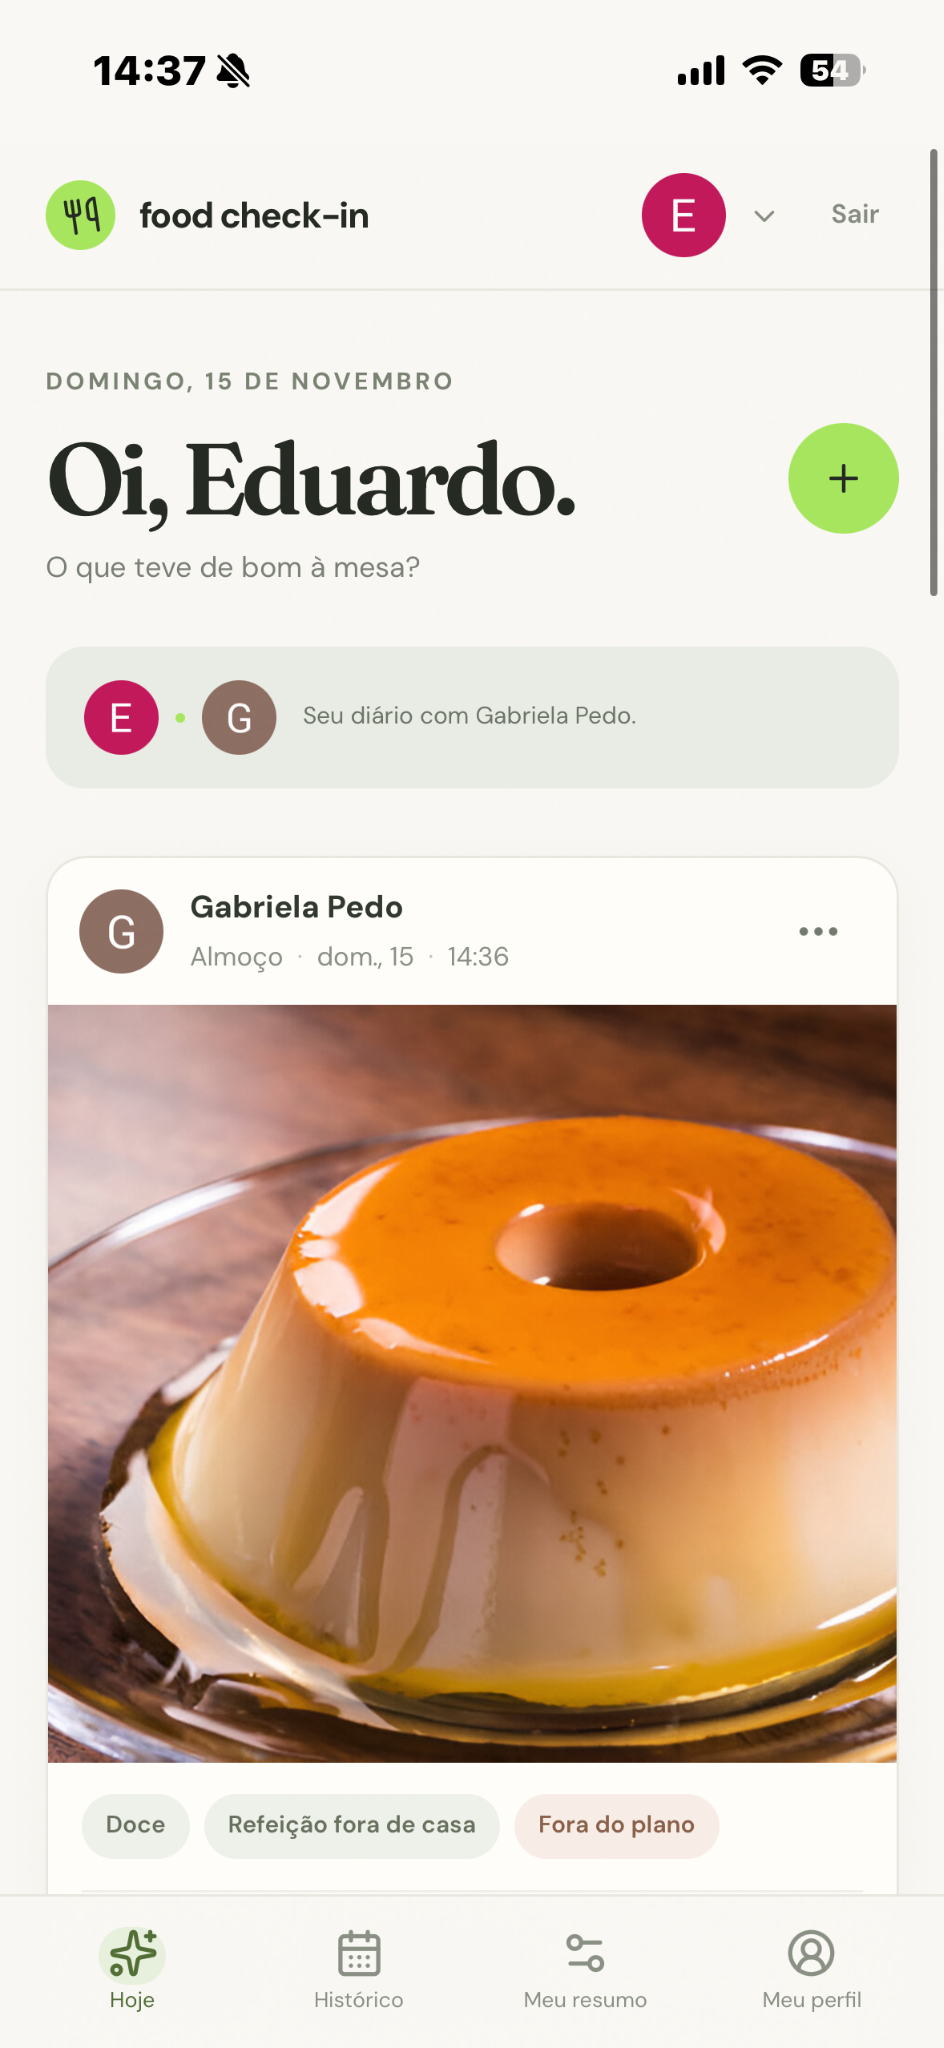 14:37
54
food check-in
E
Sair
DOMINGO, 15 DE NOVEMBRO
Oi, Eduardo.
+
O que teve de bom à mesa?
E G Seu diário com Gabriela Pedo.
G
Gabriela Pedo
Almoço · dom., 15 · 14:36
Doce Refeição fora de casa Fora do plano
Hoje Histórico Meu resumo Meu perfil